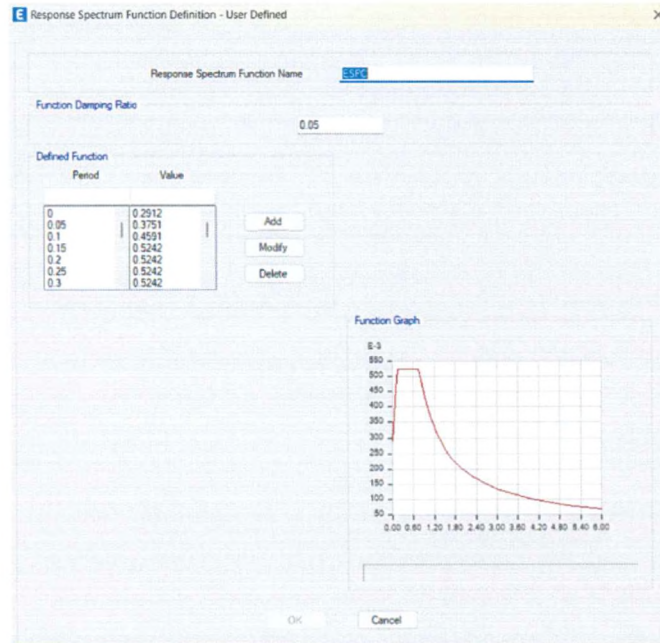 E Response Spectrum Function Definition - User Defined
Response Spectrum Function Name ESPC
Function Damping Ratio
0.05
Defined Function
Period Value
0 0.2912
0.05 0.3751
0.1 0.4591
0.15 0.5242
0.2 0.5242
0.25 0.5242
0.3 0.5242
Add
Modify
Delete
Function Graph
E-3
550
500
450
400
350
300
250
200
150
100
50
0.00 0.60 1.20 1.80 2.40 3.00 3.60 4.20 4.80 5.40 6.00
OK Cancel